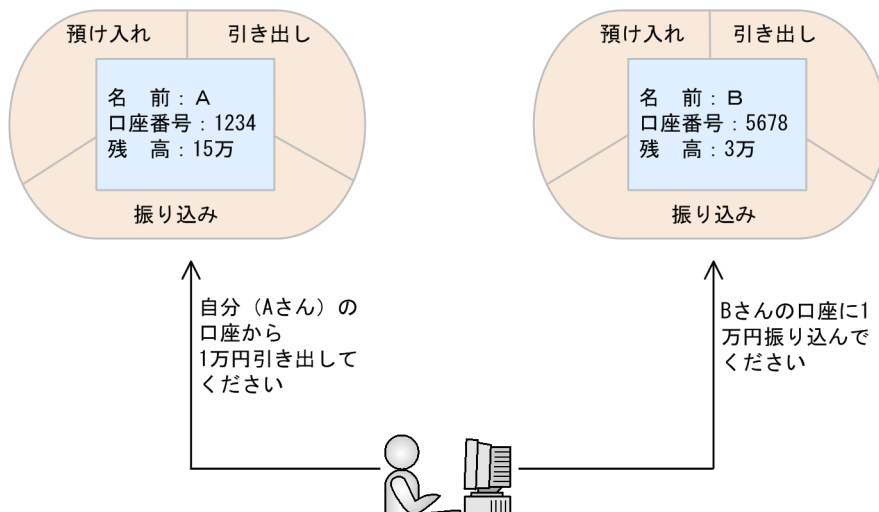 預け入れ
引き出し
名　前：Ａ
口座番号：1234
残　高：15万
振り込み
預け入れ
引き出し
名　前：Ｂ
口座番号：5678
残　高：3万
振り込み
自分（Aさん）の
口座から
1万円引き出して
ください
Bさんの口座に1
万円振り込んで
ください